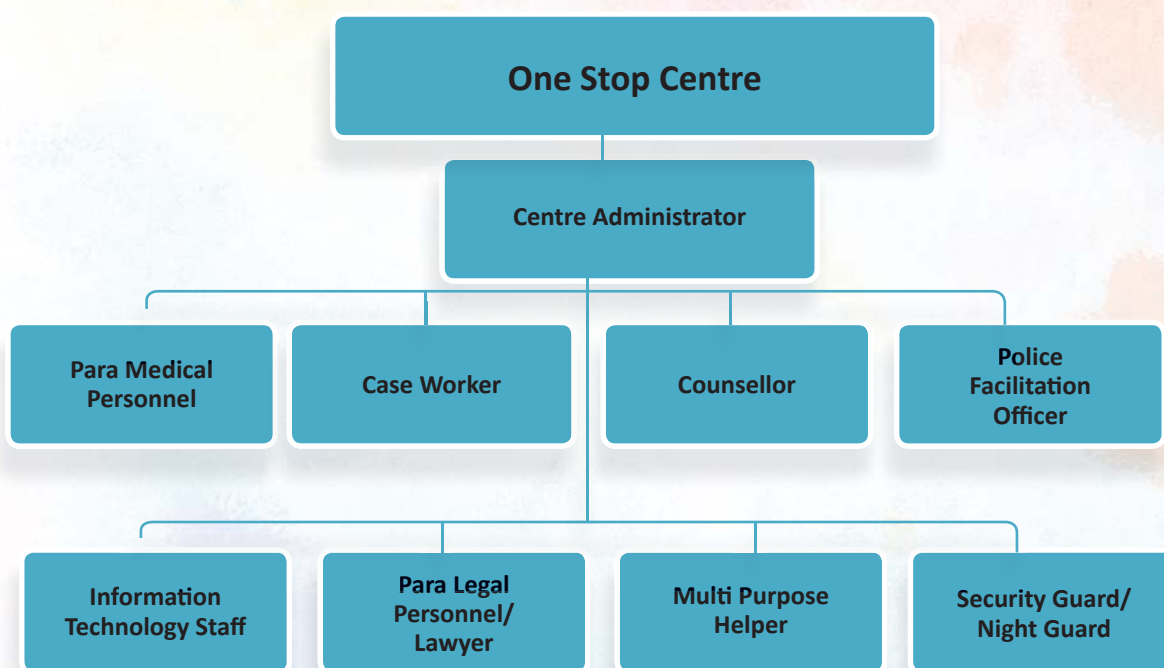 One Stop Centre
Centre Administrator
Para Medical
Personnel
Case Worker
Counsellor
Police
Facilitation
Officer
Information
Technology Staff
Para Legal
Personnel/
Lawyer
Multi Purpose
Helper
Security Guard/
Night Guard